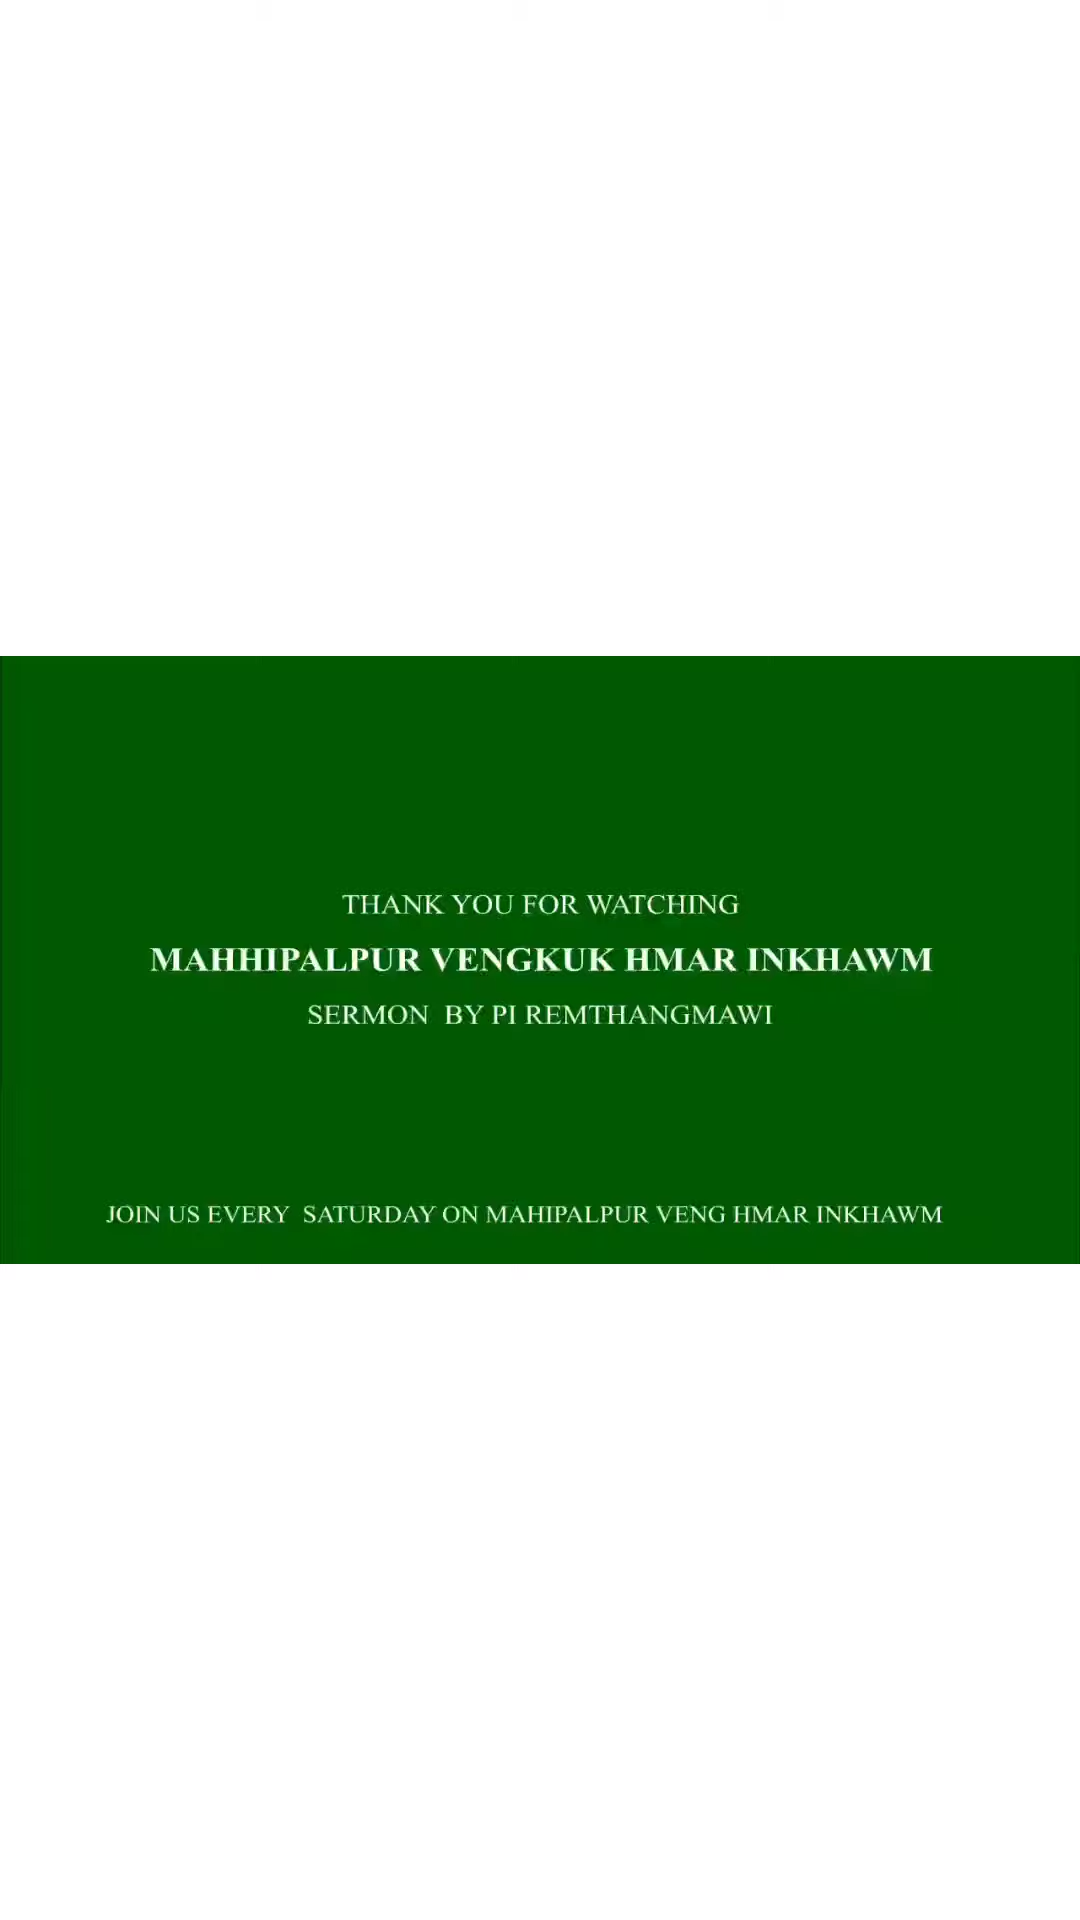 THANK YOU FOR WATCHING
MAHHIPALPUR VENGKUK HMAR INKHAWM
SERMON BY PI REMTHANGMAWI
JOIN US EVERY SATURDAY ON MAHIPALPUR VENG HMAR INKHAWM